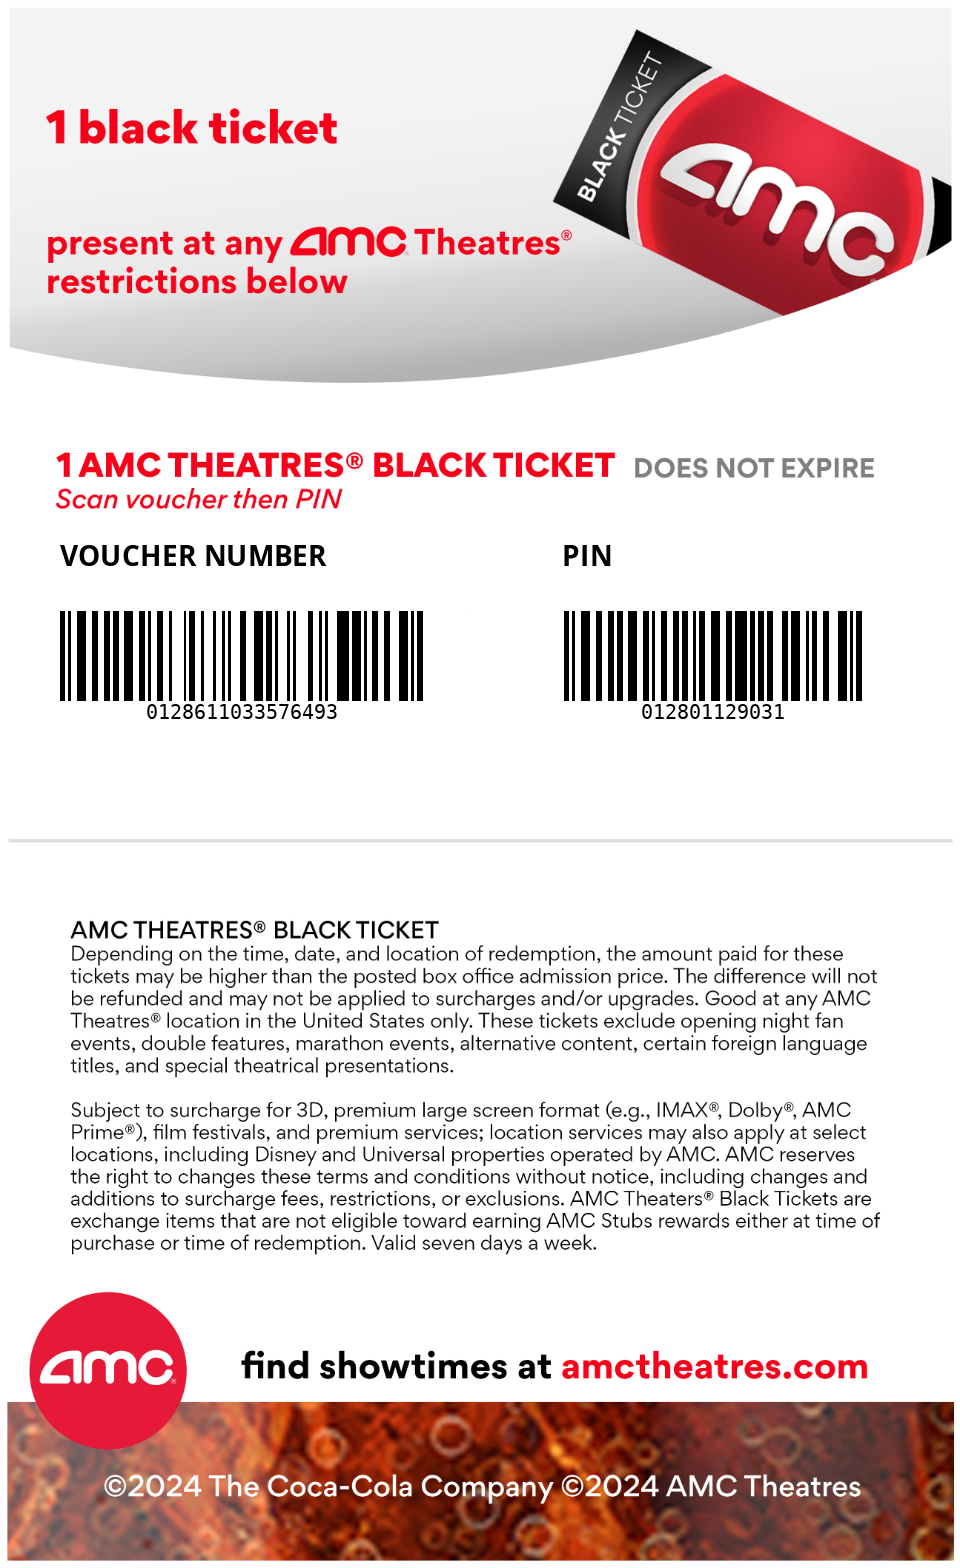 BLACK TICKET
amc
1 black ticket
present at any amc Theatres®
restrictions below
1 AMC THEATRES® BLACK TICKET DOES NOT EXPIRE
Scan voucher then PIN
VOUCHER NUMBER PIN
0128611033576493 012801129031
AMC THEATRES® BLACK TICKET
Depending on the time, date, and location of redemption, the amount paid for these
tickets may be higher than the posted box office admission price. The difference will not
be refunded and may not be applied to surcharges and/or upgrades. Good at any AMC
Theatres® location in the United States only. These tickets exclude opening night fan
events, double features, marathon events, alternative content, certain foreign language
titles, and special theatrical presentations.
Subject to surcharge for 3D, premium large screen format (e.g., IMAX®, Dolby®, AMC
Prime®), film festivals, and premium services; location services may also apply at select
locations, including Disney and Universal properties operated by AMC. AMC reserves
the right to changes these terms and conditions without notice, including changes and
additions to surcharge fees, restrictions, or exclusions. AMC Theaters® Black Tickets are
exchange items that are not eligible toward earning AMC Stubs rewards either at time of
purchase or time of redemption. Valid seven days a week.
amc®
find showtimes at amctheatres.com
©2024 The Coca-Cola Company ©2024 AMC Theatres